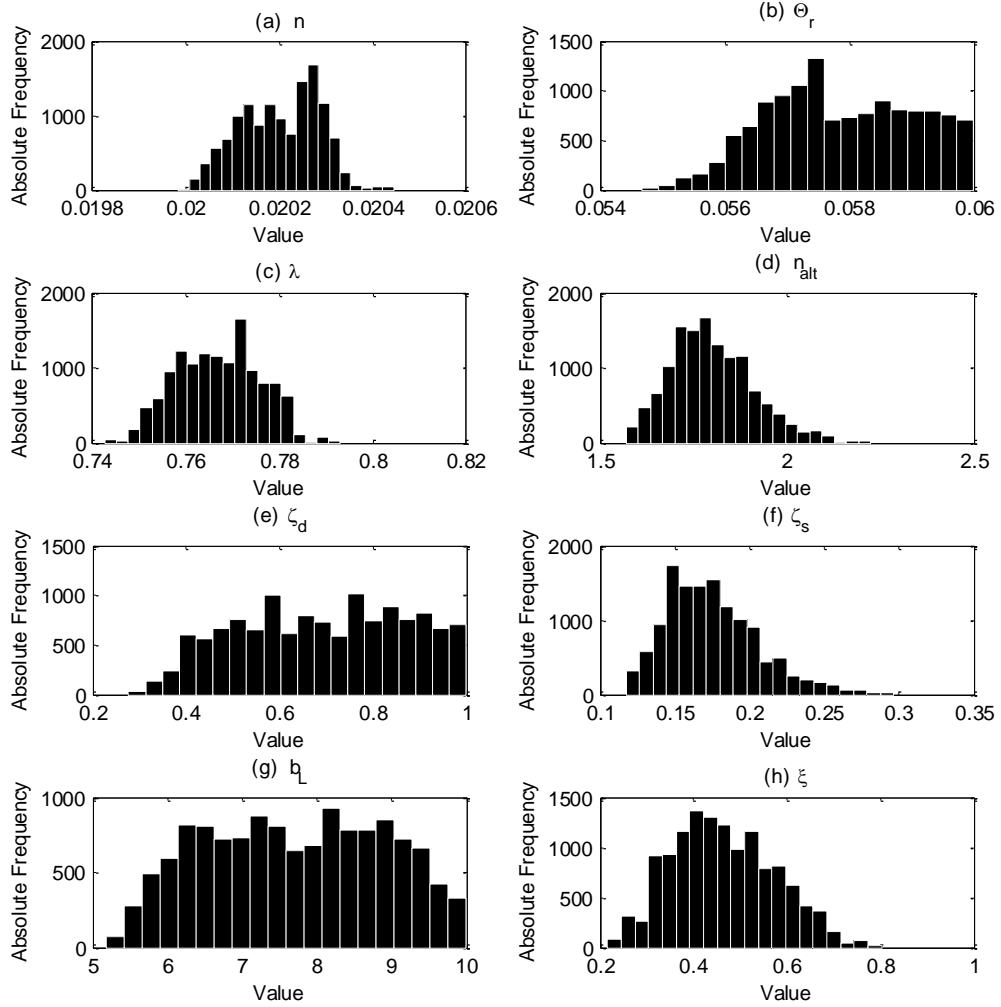 (a) n
Absolute Frequency
2000
1000
0
0.0198 0.02 0.0202 0.0204 0.0206
Value
(b) Θr
Absolute Frequency
1500
1000
500
0
0.054 0.056 0.058 0.06
Value
(c) λ
Absolute Frequency
2000
1000
0
0.74 0.76 0.78 0.8 0.82
Value
(d) nalt
Absolute Frequency
2000
1000
0
1.5 2 2.5
Value
(e) ζd
Absolute Frequency
1500
1000
500
0
0.2 0.4 0.6 0.8 1
Value
(f) ζs
Absolute Frequency
2000
1000
0
0.1 0.15 0.2 0.25 0.3 0.35
Value
(g) bL
Absolute Frequency
1000
500
0
5 6 7 8 9 10
Value
(h) ξ
Absolute Frequency
1500
1000
500
0
0.2 0.4 0.6 0.8 1
Value